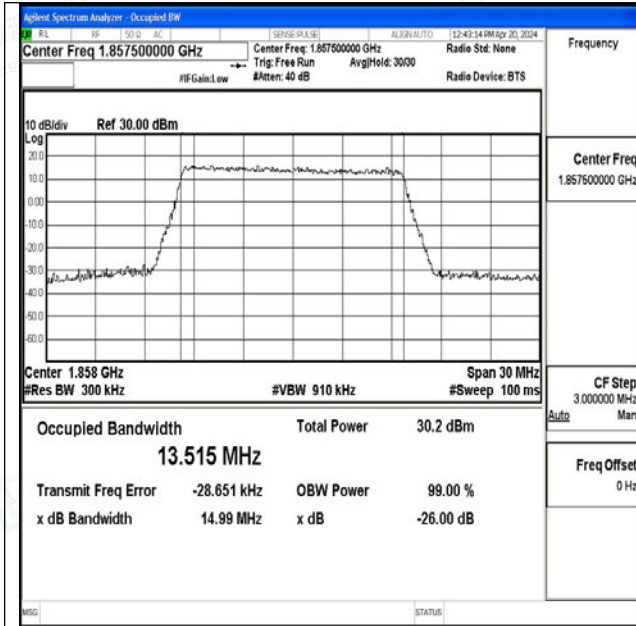 Agilent Spectrum Analyzer - Occupied BW
RL RF 50 Ω AC SENSE:PULSE ALIGNAUTO 12:43:14 PM Apr 20, 2024
Center Freq 1.857500000 GHz Center Freq: 1.857500000 GHz Radio Std: None Frequency
Trig: Free Run Avg|Hold: 30/30
#IFGain:Low #Atten: 40 dB Radio Device: BTS
10 dB/div Ref 30.00 dBm
Log
20.0
10.0
0.00
-10.0
-20.0
-30.0
-40.0
-50.0
-60.0
Center Freq
1.857500000 GHz
Center 1.858 GHz Span 30 MHz
#Res BW 300 kHz #VBW 910 kHz #Sweep 100 ms
CF Step
3.000000 MHz
Auto Man
Occupied Bandwidth Total Power 30.2 dBm
13.515 MHz
Transmit Freq Error -28.651 kHz OBW Power 99.00 %
x dB Bandwidth 14.99 MHz x dB -26.00 dB
Freq Offset
0 Hz
MSG STATUS